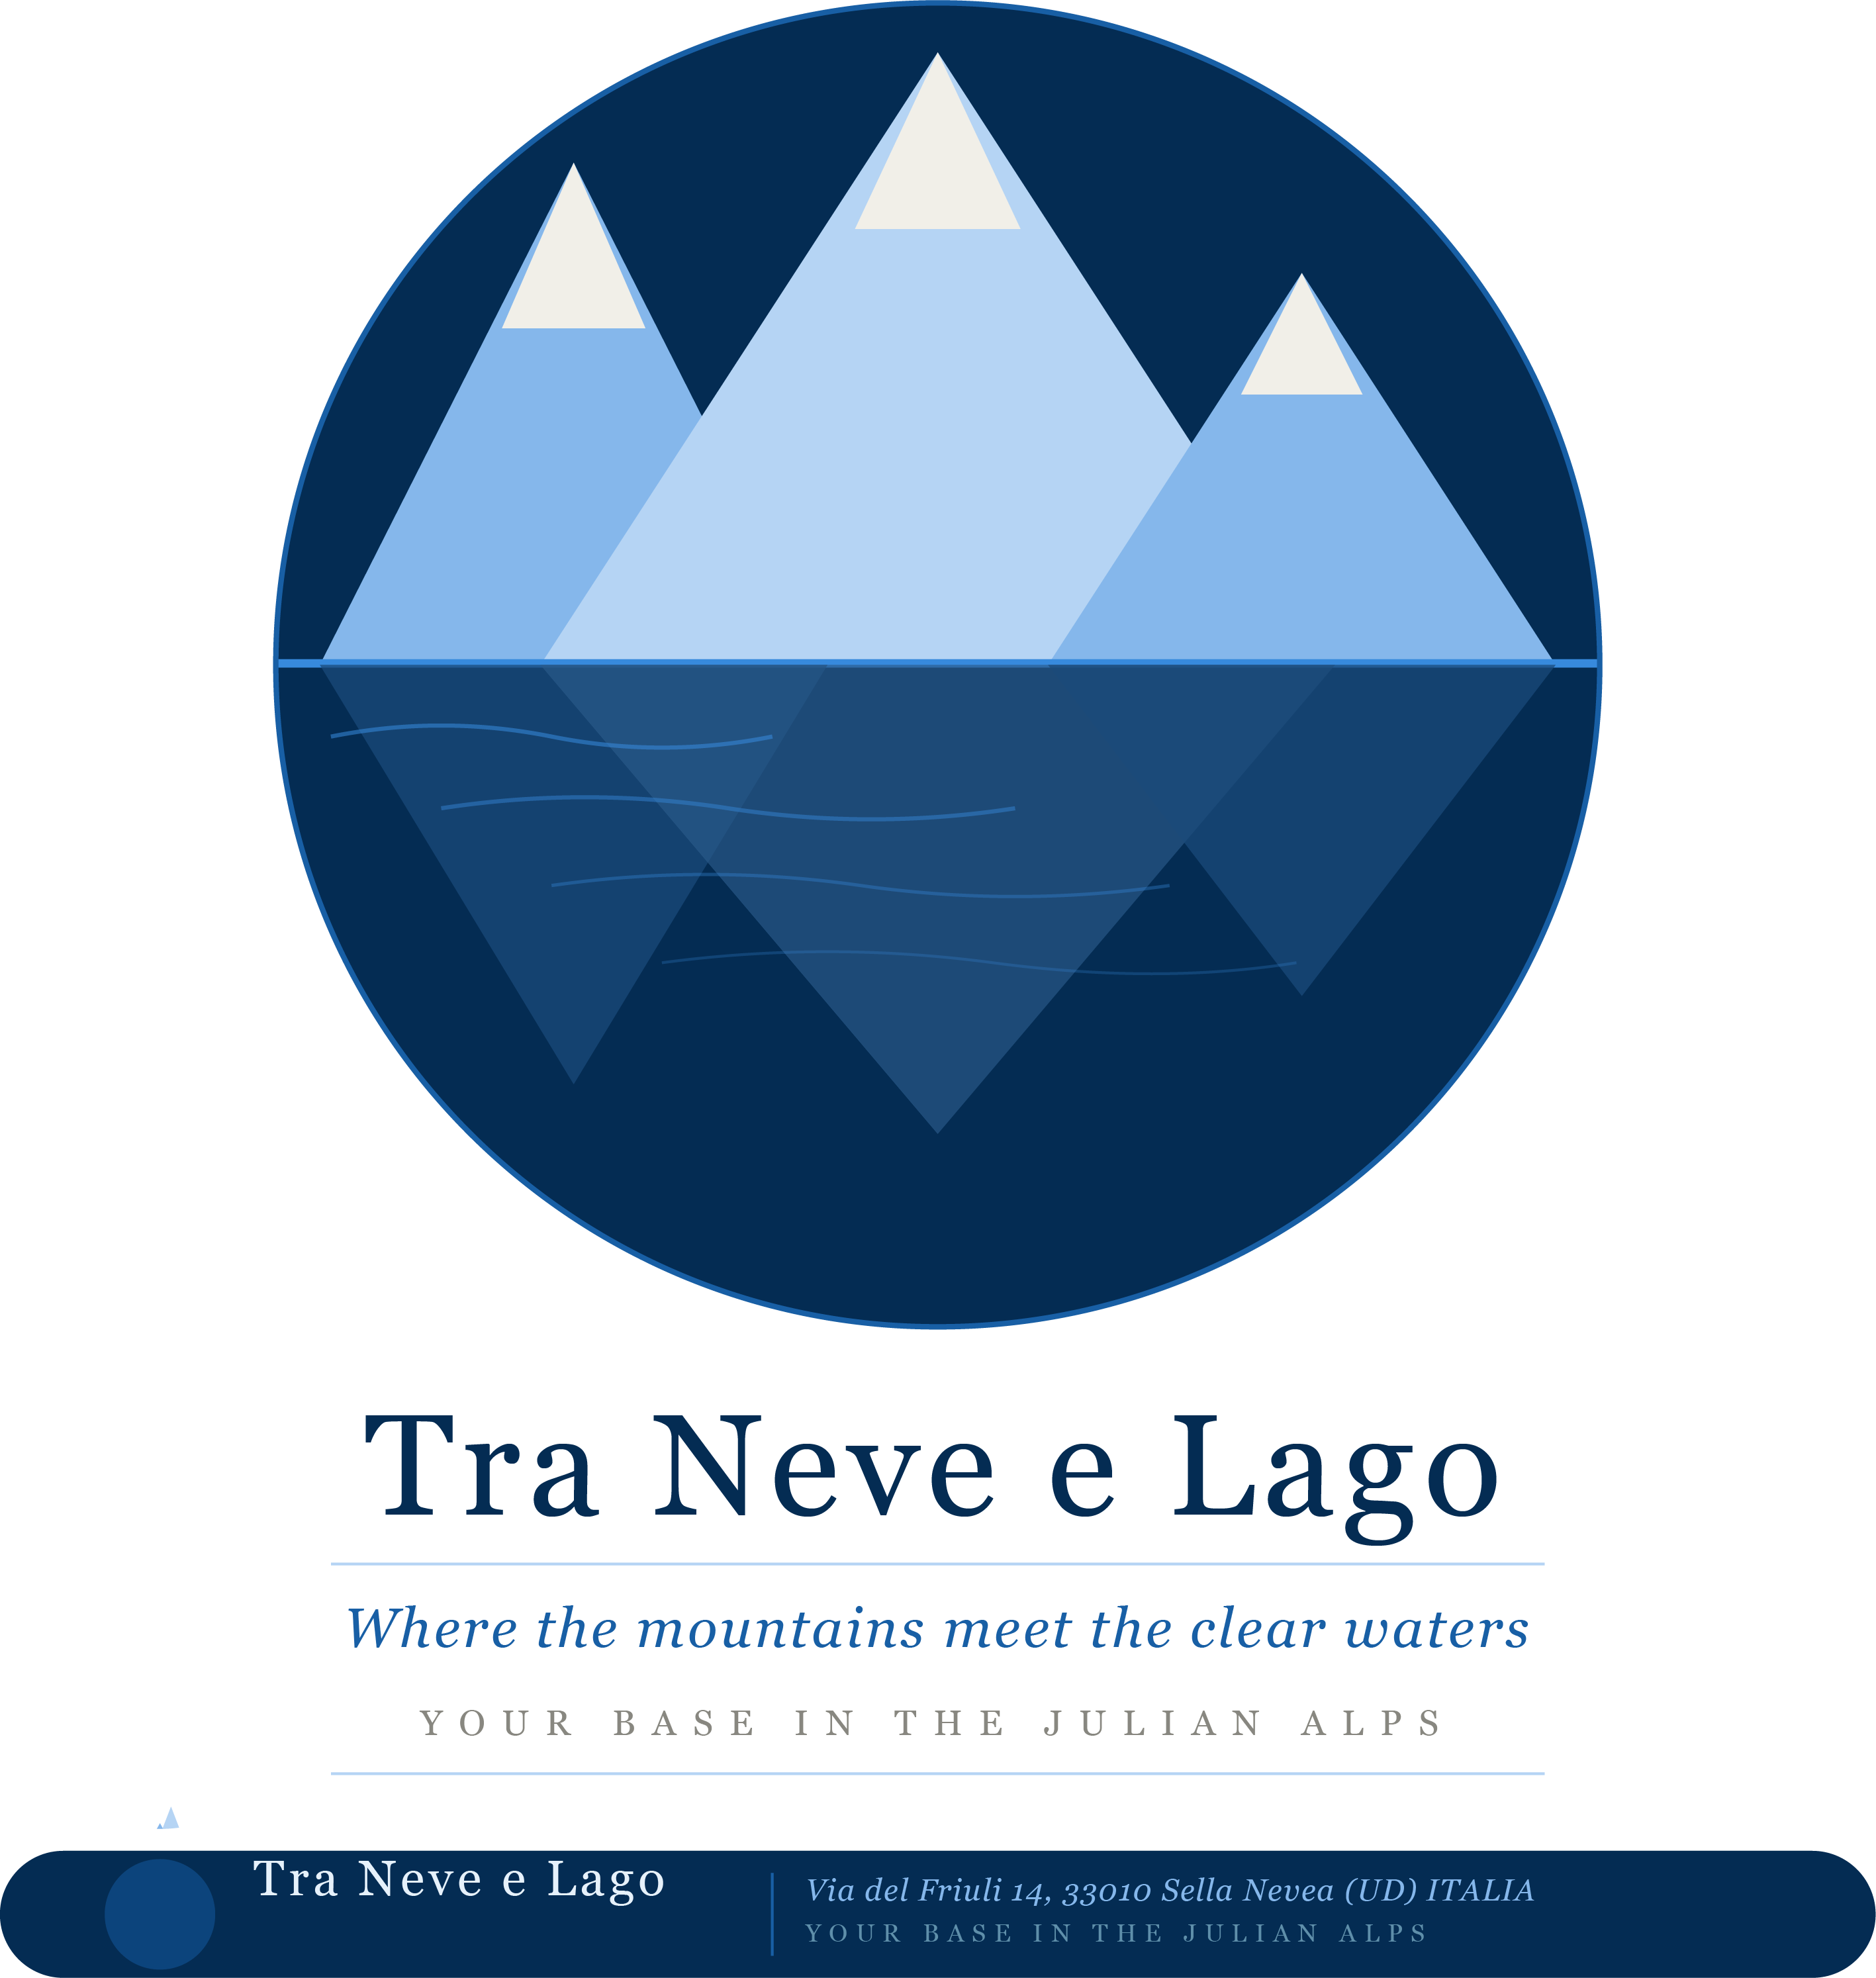 Tra Neve e Lago
Where the mountains meet the clear waters
YOUR BASE IN THE JULIAN ALPS
Tra Neve e Lago
Via del Friuli 14, 33010 Sella Nevea (UD) ITALIA
YOUR BASE IN THE JULIAN ALPS